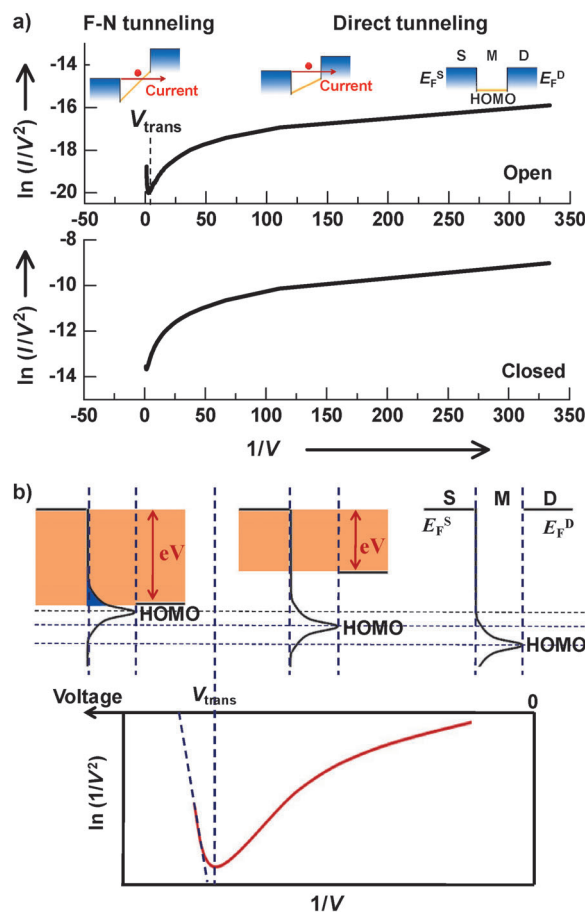 a)
F-N tunneling
Direct tunneling
ln (I/V²)
-14
-16
-18
-20
Current
Vtrans
Current
S M D
E_F^S
E_F^D
HOMO
Open
-50 0 50 100 150 200 250 300 350
ln (I/V²)
-8
-10
-12
-14
Closed
-50 0 50 100 150 200 250 300 350
1/V
b)
S M D
E_F^S
E_F^D
eV
eV
HOMO
HOMO
HOMO
Voltage
Vtrans
0
ln (1/V²)
1/V